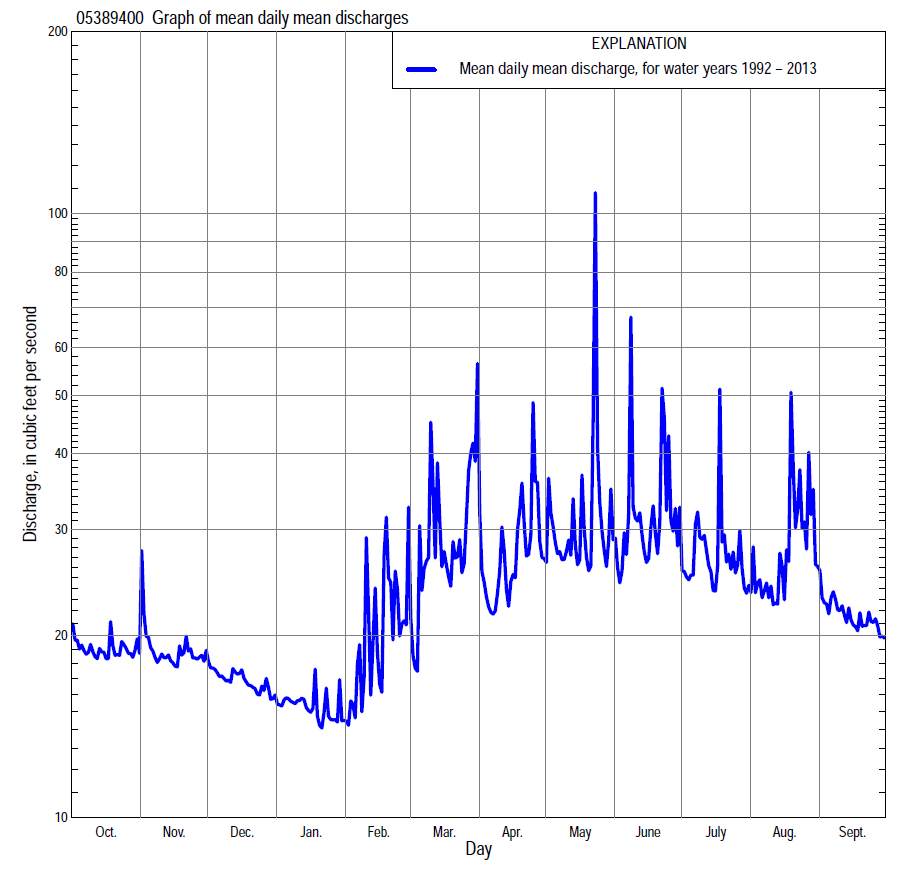 05389400 Graph of mean daily mean discharges
EXPLANATION
Mean daily mean discharge, for water years 1992 – 2013
Discharge, in cubic feet per second
200
100
80
60
50
40
30
20
10
Oct. Nov. Dec. Jan. Feb. Mar. Apr. May June July Aug. Sept.
Day